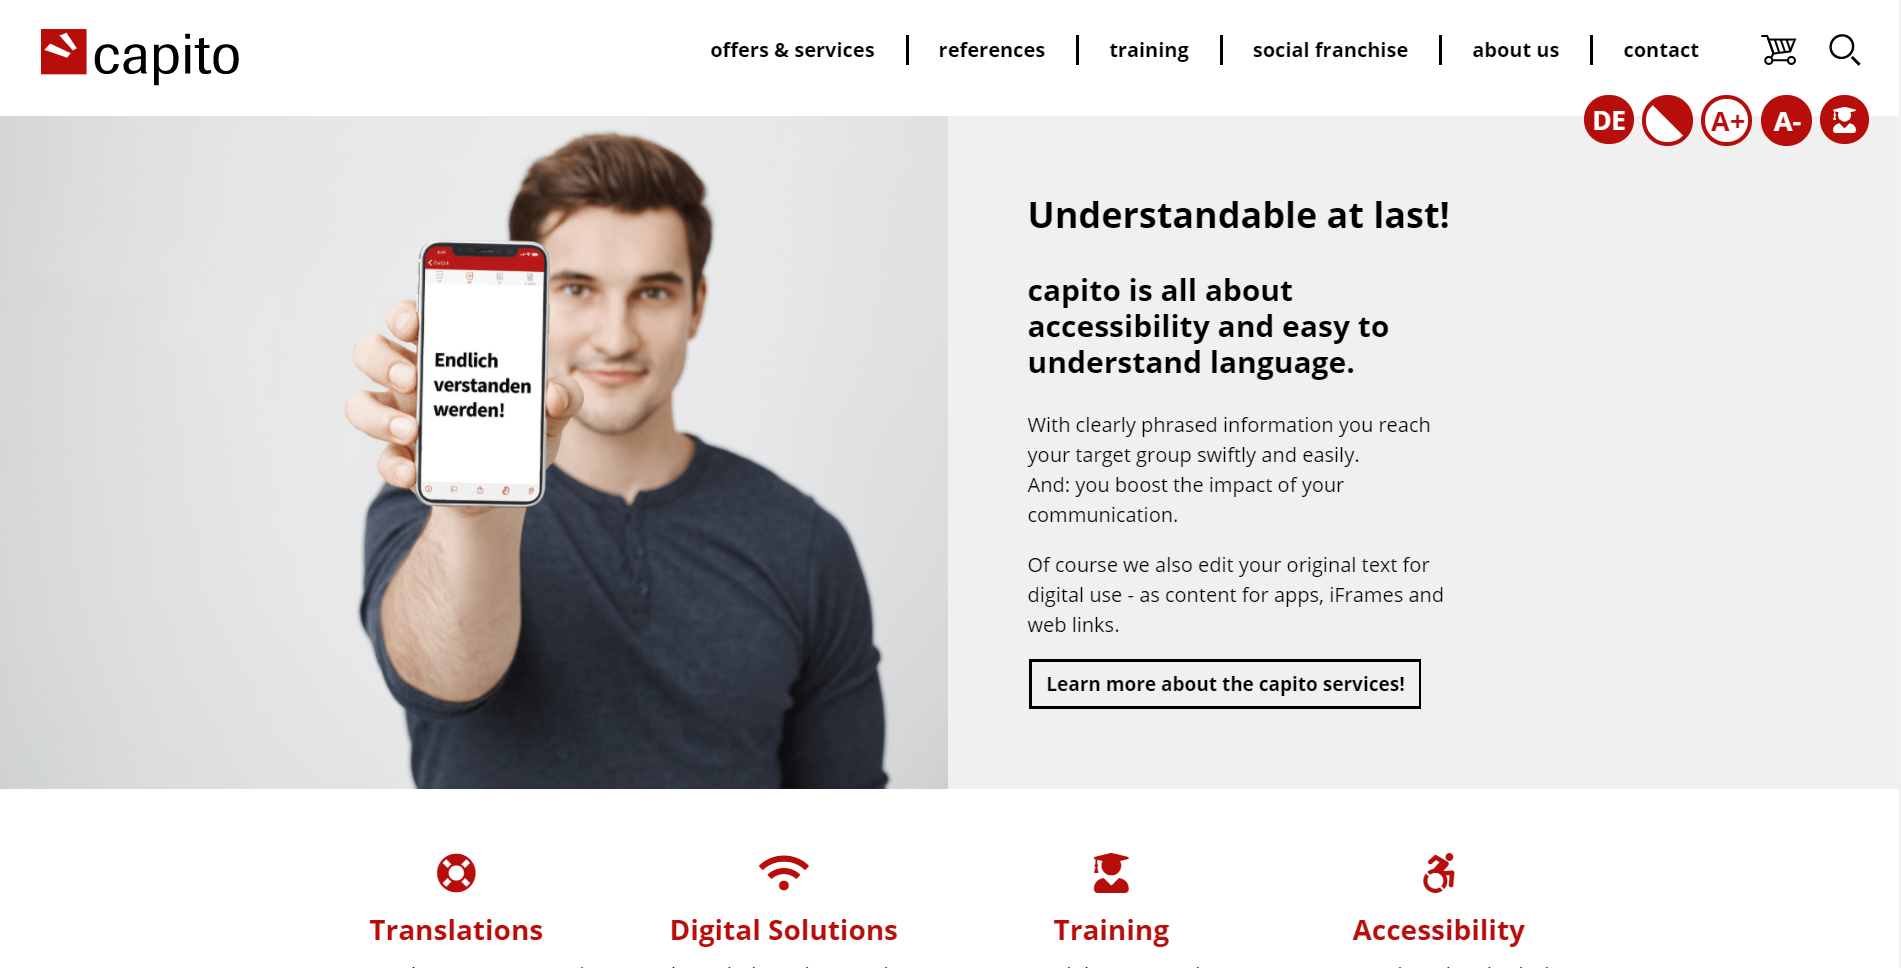 capito
offers & services
references
training
social franchise
about us
contact
DE
A+
A-
Understandable at last!
capito is all about
accessibility and easy to
understand language.
With clearly phrased information you reach
your target group swiftly and easily.
And: you boost the impact of your
communication.
Of course we also edit your original text for
digital use - as content for apps, iFrames and
web links.
Learn more about the capito services!
Zurück
Endlich
verstanden
werden!
Translations
Digital Solutions
Training
Accessibility